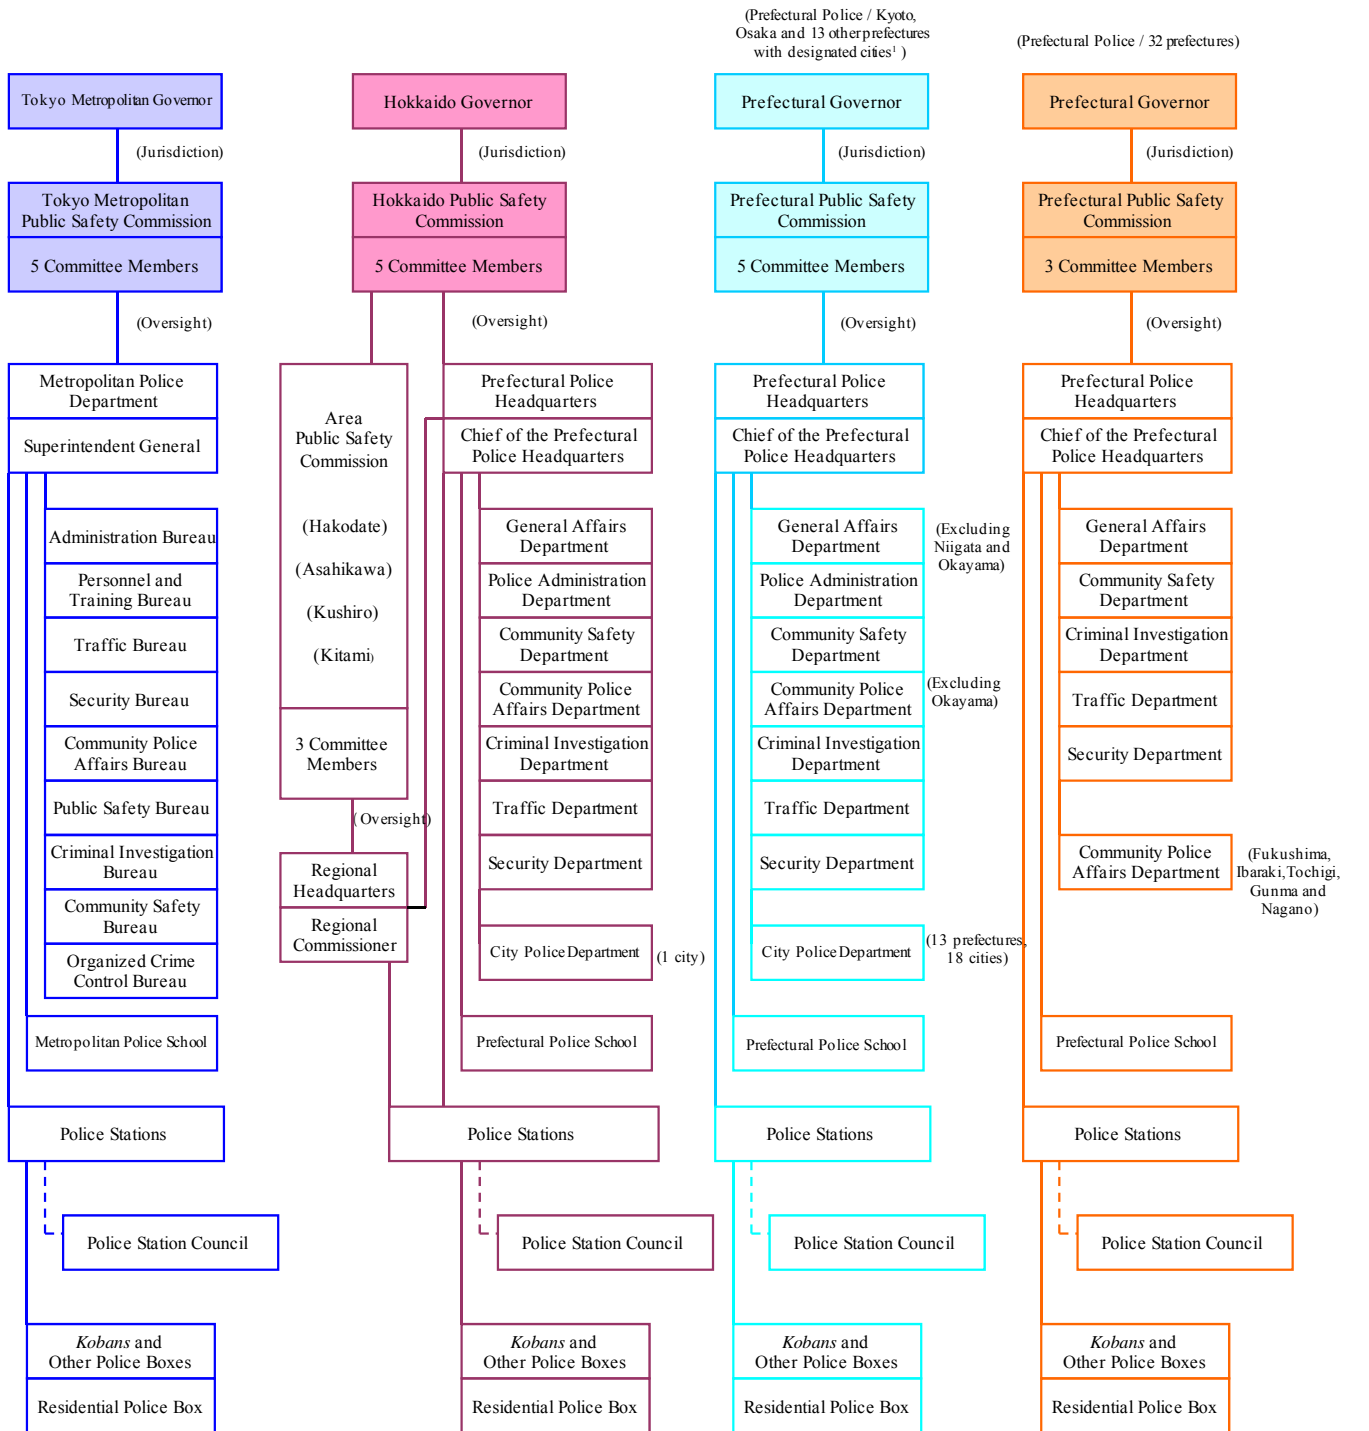 (Prefectural Police / Kyoto,
Osaka and 13 other prefectures
with designated cities¹ )
(Prefectural Police / 32 prefectures)
Tokyo Metropolitan Governor
(Jurisdiction)
Tokyo Metropolitan
Public Safety Commission
5 Committee Members
(Oversight)
Metropolitan Police
Department
Superintendent General
Administration Bureau
Personnel and
Training Bureau
Traffic Bureau
Security Bureau
Community Police
Affairs Bureau
Public Safety Bureau
Criminal Investigation
Bureau
Community Safety
Bureau
Organized Crime
Control Bureau
Metropolitan Police School
Police Stations
Police Station Council
Kobans and
Other Police Boxes
Residential Police Box
Hokkaido Governor
(Jurisdiction)
Hokkaido Public Safety
Commission
5 Committee Members
(Oversight)
Area
Public Safety
Commission
(Hakodate)
(Asahikawa)
(Kushiro)
(Kitami)
3 Committee
Members
(Oversight)
Regional
Headquarters
Regional
Commissioner
Prefectural Police
Headquarters
Chief of the Prefectural
Police Headquarters
General Affairs
Department
Police Administration
Department
Community Safety
Department
Community Police
Affairs Department
Criminal Investigation
Department
Traffic Department
Security Department
City Police Department
(1 city)
Prefectural Police School
Police Stations
Police Station Council
Kobans and
Other Police Boxes
Residential Police Box
Prefectural Governor
(Jurisdiction)
Prefectural Public Safety
Commission
5 Committee Members
(Oversight)
Prefectural Police
Headquarters
Chief of the Prefectural
Police Headquarters
General Affairs
Department
(Excluding
Niigata and
Okayama)
Police Administration
Department
Community Safety
Department
Community Police
Affairs Department
(Excluding
Okayama)
Criminal Investigation
Department
Traffic Department
Security Department
City Police Department
(13 prefectures,
18 cities)
Prefectural Police School
Police Stations
Police Station Council
Kobans and
Other Police Boxes
Residential Police Box
Prefectural Governor
(Jurisdiction)
Prefectural Public Safety
Commission
3 Committee Members
(Oversight)
Prefectural Police
Headquarters
Chief of the Prefectural
Police Headquarters
General Affairs
Department
Community Safety
Department
Criminal Investigation
Department
Traffic Department
Security Department
Community Police
Affairs Department
(Fukushima,
Ibaraki,Tochigi,
Gunma and
Nagano)
Prefectural Police School
Police Stations
Police Station Council
Kobans and
Other Police Boxes
Residential Police Box